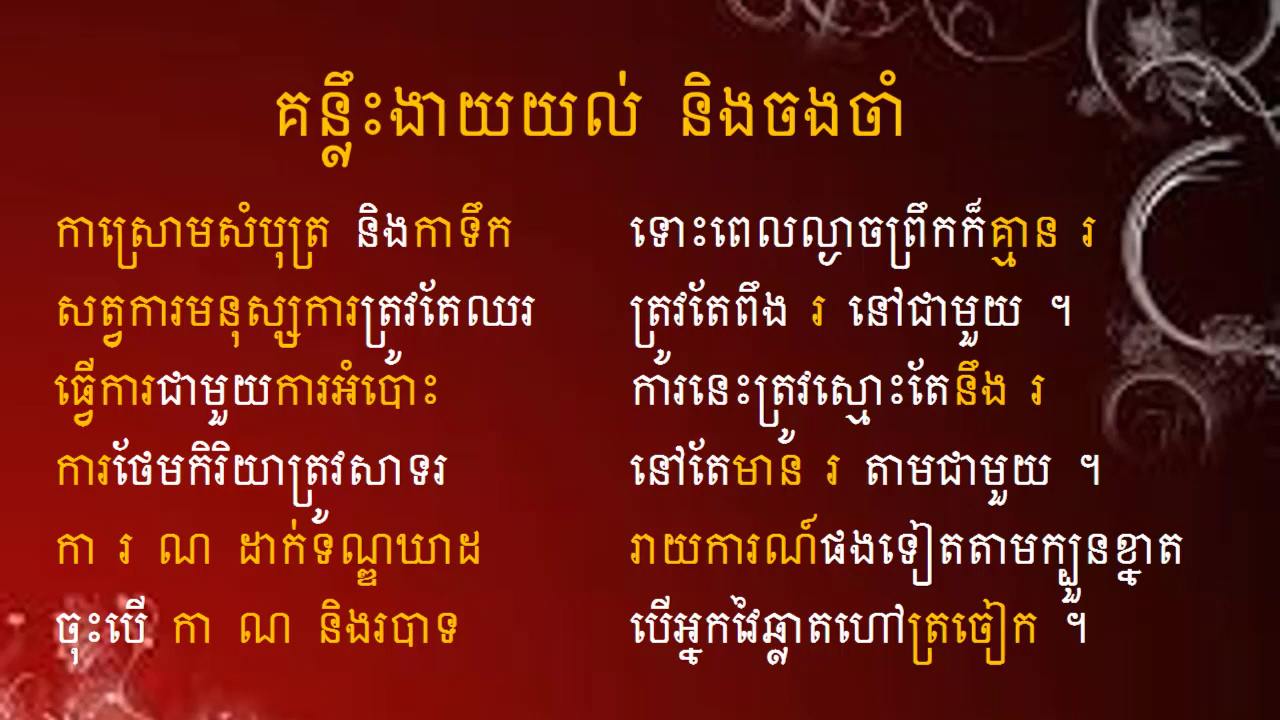 គន្លឹះងាយយល់ និងចងចាំ
កាស្រោមសំបុត្រ និងកាទឹក ទោះពេលល្ងាចព្រឹកក៏គ្មាន រ
សត្វការមនុស្សការត្រូវតែឈរ ត្រូវតែពឹង រ នៅជាមួយ ។
ធ្វើការជាមួយការអំបោះ ការនេះត្រូវស្មោះតែនឹង រ
ការថែមកិរិយាត្រូវសាទរ នៅតែមាន រ តាមជាមួយ ។
កា រ ណ ដាក់ទណ្ឌឃាដ រាយការណ៍ផងទៀតតាមក្បួនខ្នាត
ចុះបើ កា ណ និងរបាទ បើអ្នកវៃឆ្លាតហៅត្រចៀក ។